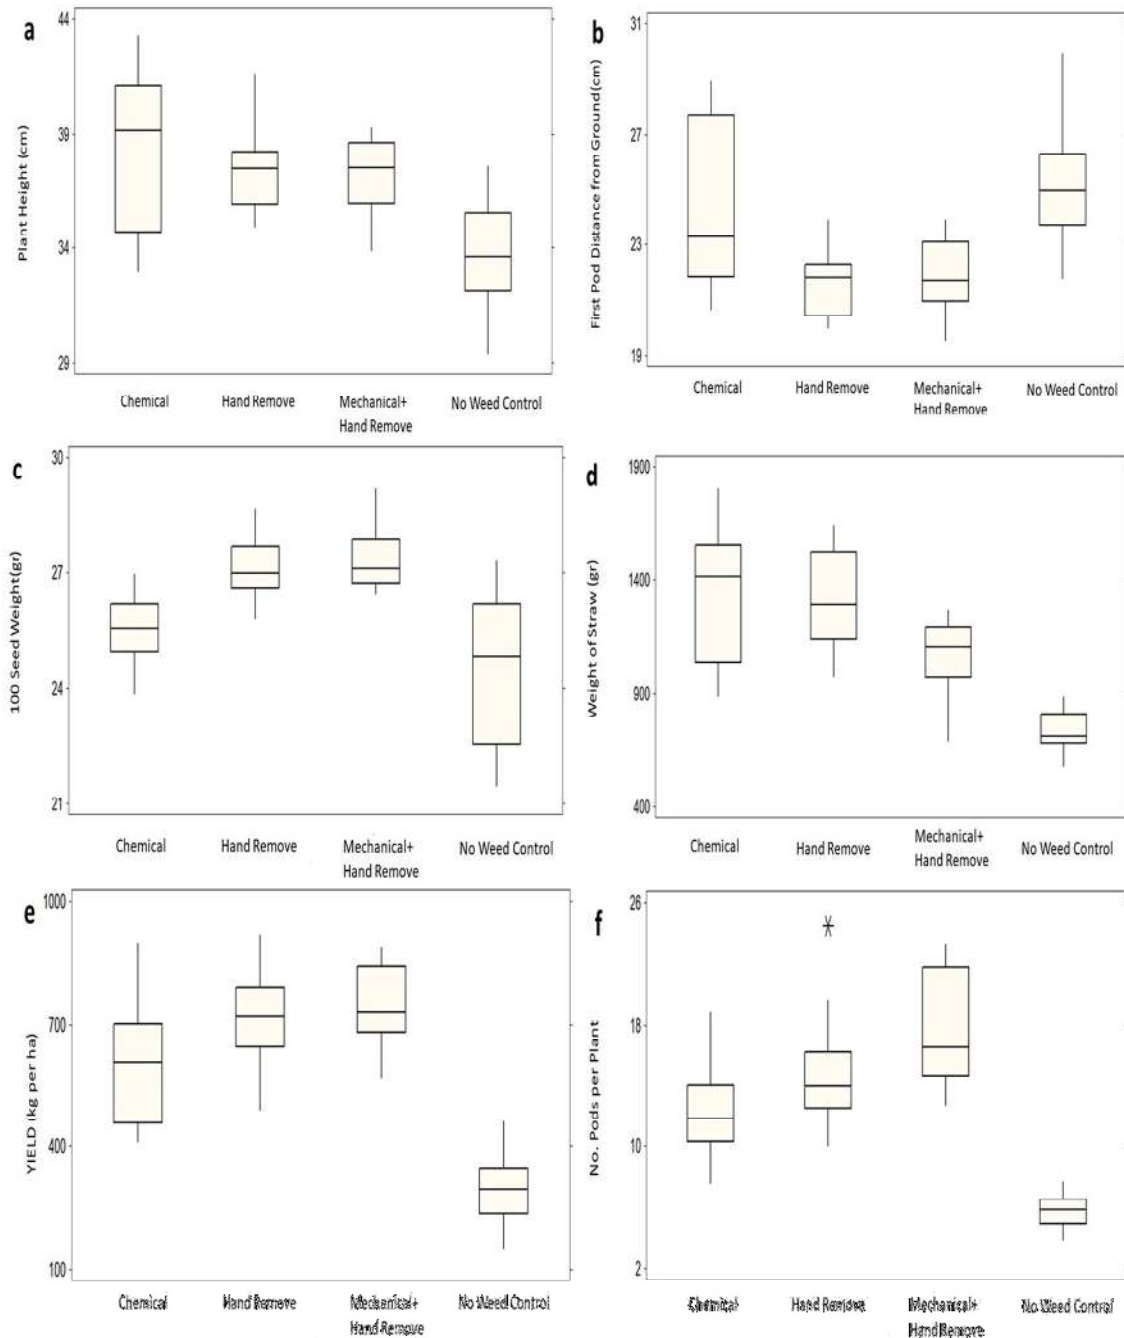 a
Plant Height (cm)
44
39
34
29
Chemical
Hand Remove
Mechanical+
Hand Remove
No Weed Control
b
First Pod Distance from Ground(cm)
31
27
23
19
Chemical
Hand Remove
Mechanical+
Hand Remove
No Weed Control
c
100 Seed Weight(gr)
30
27
24
21
Chemical
Hand Remove
Mechanical+
Hand Remove
No Weed Control
d
Weight of Straw (gr)
1900
1400
900
400
Chemical
Hand Remove
Mechanical+
Hand Remove
No Weed Control
e
YIELD (kg per ha)
1000
700
400
100
Chemical
Hand Remove
Mechanical+
Hand Remove
No Weed Control
f
No. Pods per Plant
26
18
10
2
Chemical
Hand Remove
Mechanical+
Hand Remove
No Weed Control